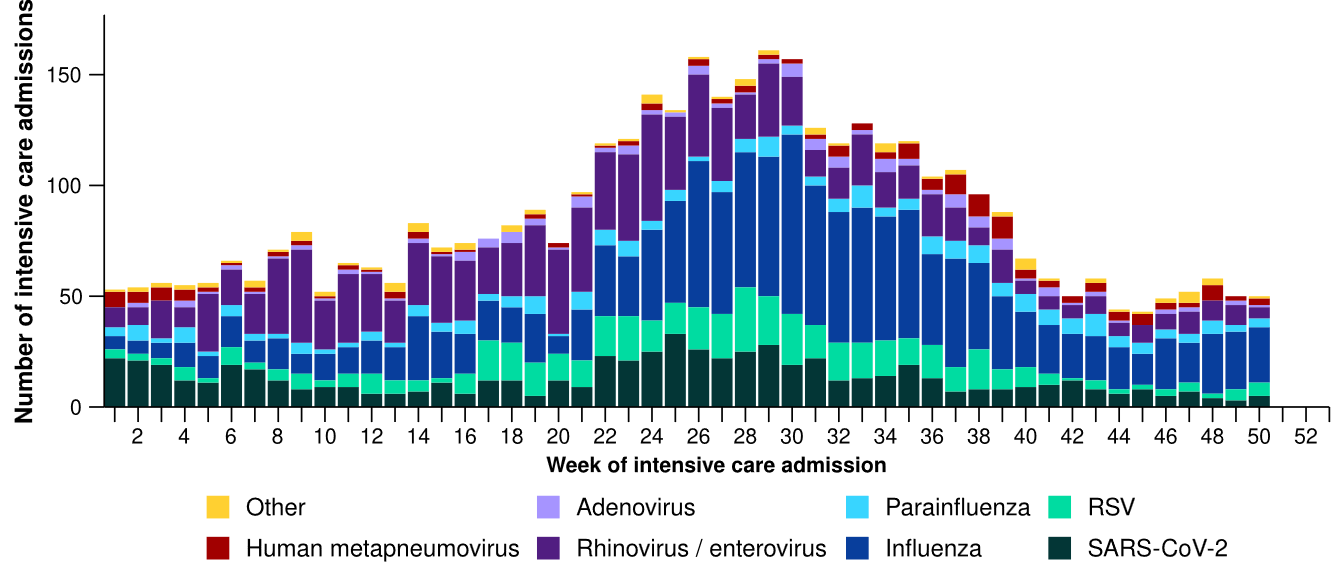 Number of intensive care admissions
150
100
50
0
2 4 6 8 10 12 14 16 18 20 22 24 26 28 30 32 34 36 38 40 42 44 46 48 50 52
Week of intensive care admission
Other Adenovirus Parainfluenza RSV
Human metapneumovirus Rhinovirus / enterovirus Influenza SARS-CoV-2